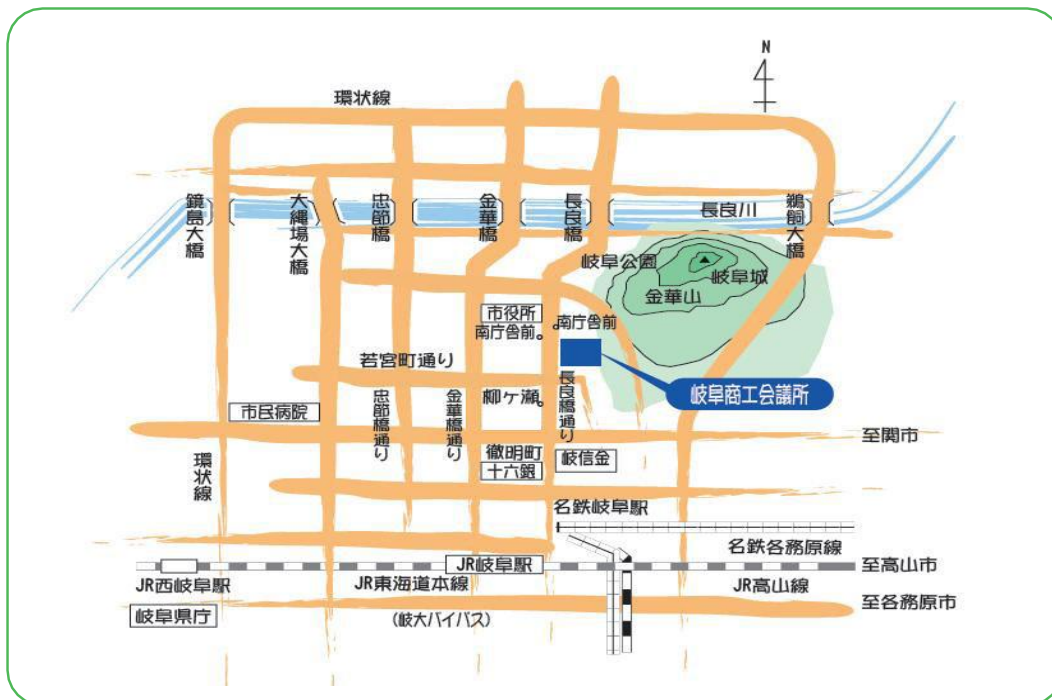 N
環状線
鏡島大橋
大縄場大橋
忠節橋
金華橋
長良橋
長良川
鵜飼大橋
岐阜公園
岐阜城
金華山
市役所
南庁舎前
南庁舎前
若宮町通り
岐阜商工会議所
市民病院
忠節橋通り
金華橋通り
柳ヶ瀬
長良橋通り
至関市
環状線
徹明町
十六銀
岐信金
名鉄岐阜駅
名鉄各務原線
JR岐阜駅
至高山市
JR西岐阜駅
JR東海道本線
JR高山線
岐阜県庁
(岐大バイパス)
至各務原市